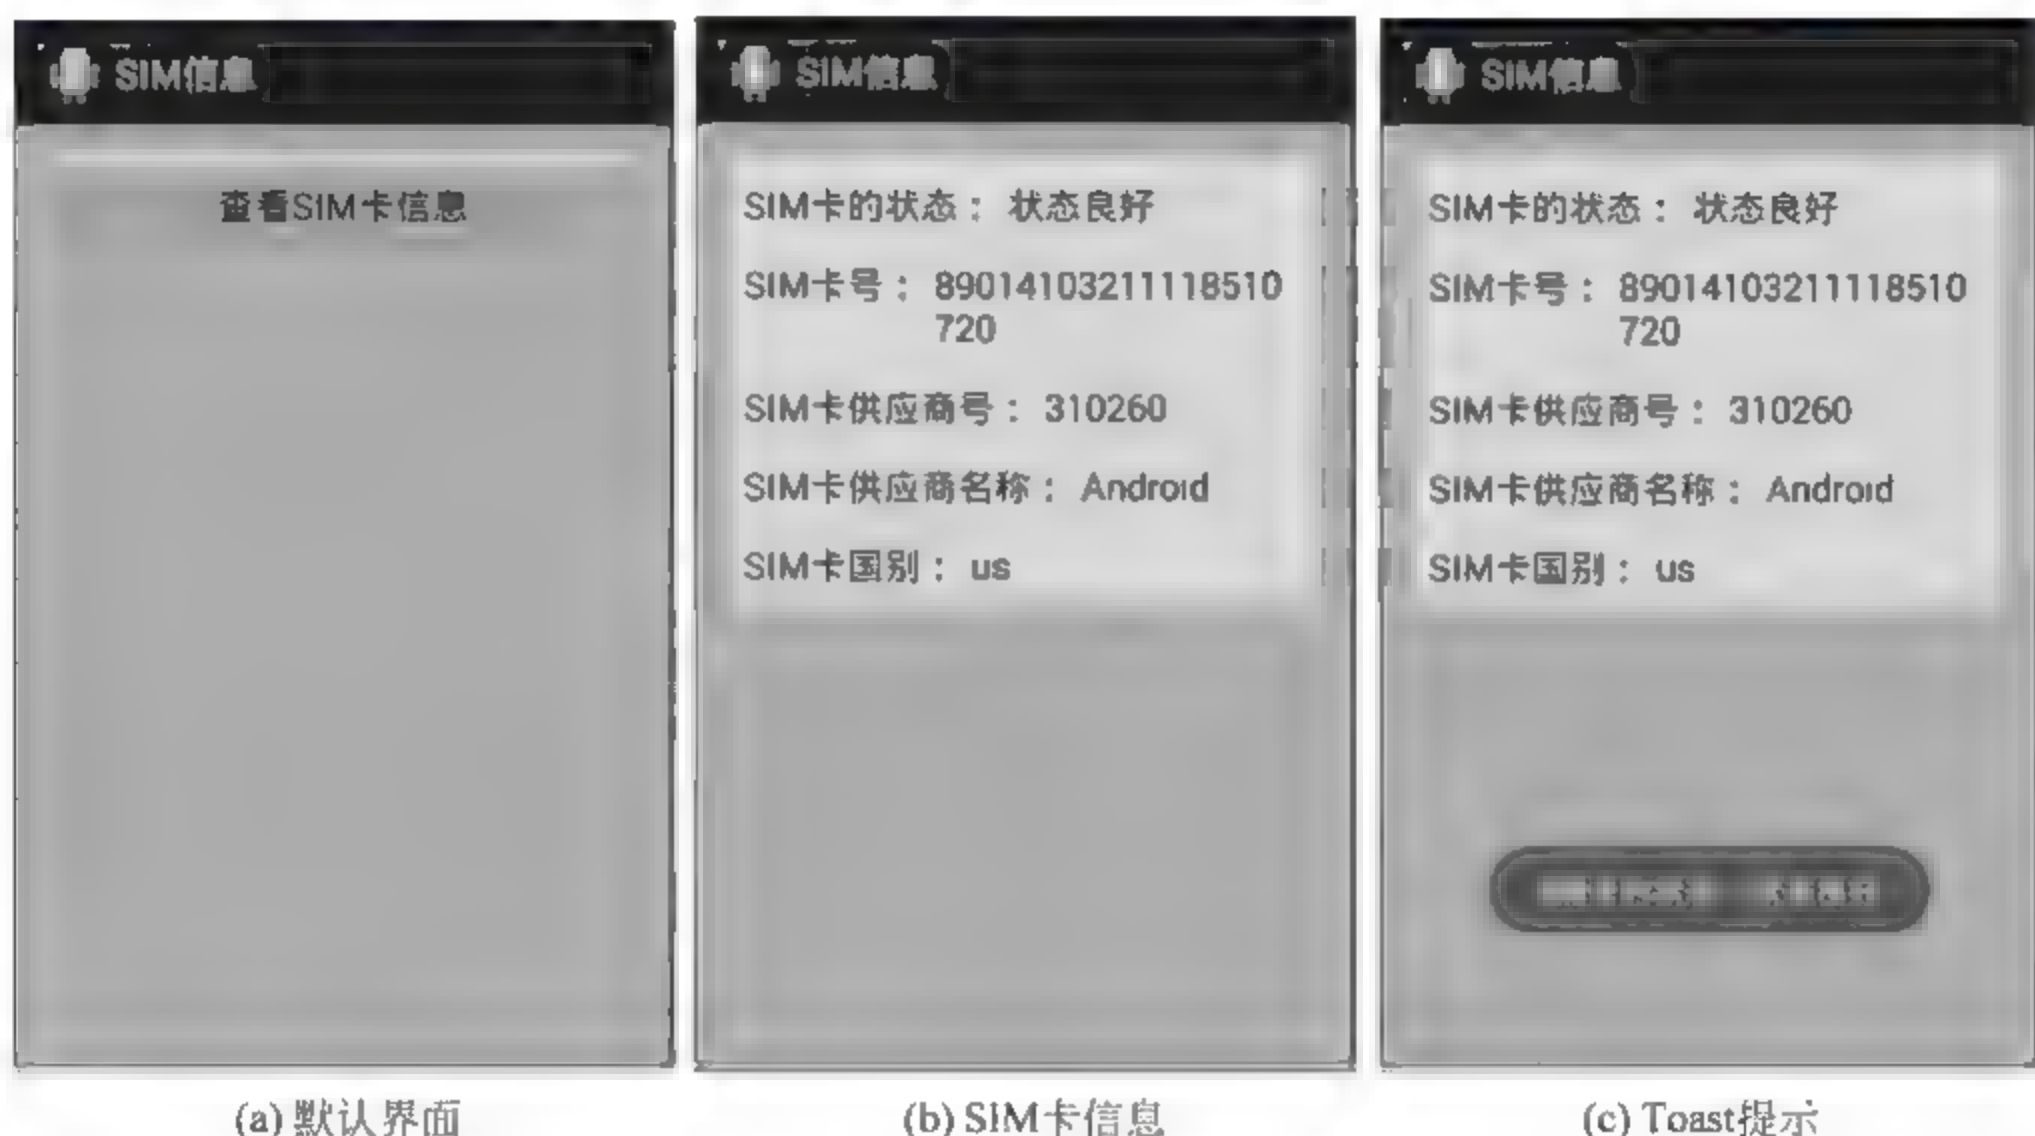 SIM信息
查看SIM卡信息
(a) 默认界面
SIM信息
SIM卡的状态： 状态良好
SIM卡号： 89014103211118510
720
SIM卡供应商号： 310260
SIM卡供应商名称： Android
SIM卡国别： us
(b) SIM卡信息
SIM信息
SIM卡的状态： 状态良好
SIM卡号： 89014103211118510
720
SIM卡供应商号： 310260
SIM卡供应商名称： Android
SIM卡国别： us
(c) Toast提示